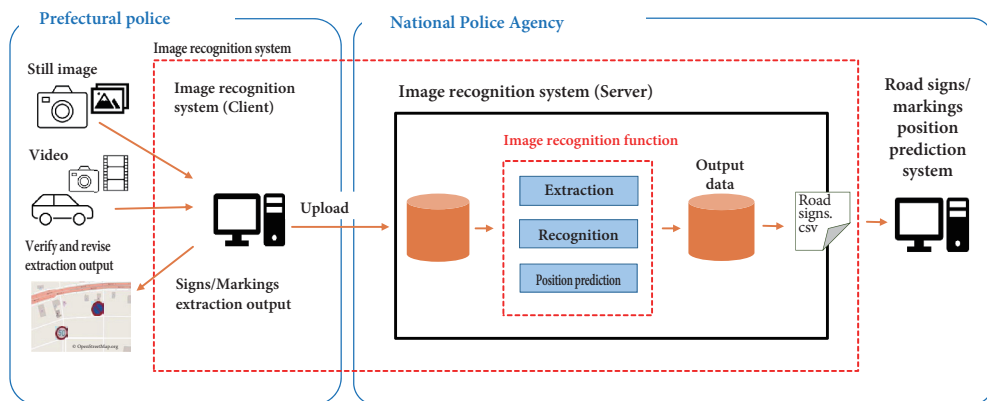 Prefectural police
National Police Agency
Image recognition system
Still image
Image recognition
system (Client)
Video
Verify and revise
extraction output
© OpenStreetMap.org
Signs/Markings
extraction output
Upload
Image recognition system (Server)
Image recognition function
Extraction
Recognition
Position prediction
Output
data
Road
signs.
csv
Road signs/
markings
position
prediction
system